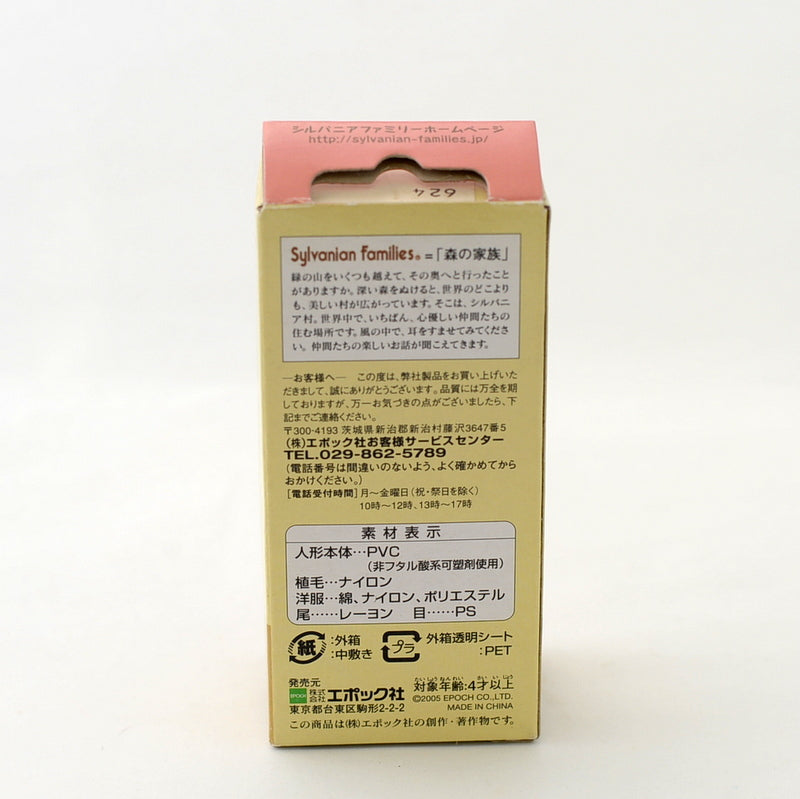 シルバニアファミリーホームページ
http://sylvanian-families.jp/
624
Sylvanian Families® =「森の家族」
緑の山をいくつも越えて、その奥へと行ったこと
がありますか。深い森をぬけると、世界のどこより
も、美しい村が広がっています。そこは、シルバニ
ア村。世界中で、いちばん、心優しい仲間たちの
住む場所です。風の中で、耳をすませてみてくださ
い。仲間たちの楽しいお話が聞こえてきます。
―お客様へ― この度は、弊社製品をお買い上げいた
だきまして、誠にありがとうございます。品質には万全を期
しておりますが、万一お気づきの点がございましたら、下
記までご連絡ください。
〒300-4193 茨城県新治郡新治村藤沢3647番5
(株)エポック社お客様サービスセンター
TEL.029-862-5789
(電話番号は間違いのないよう、よく確かめてから
おかけください。)
[電話受付時間] 月〜金曜日(祝・祭日を除く)
10時〜12時、13時〜17時
素材表示
人形本体…PVC
(非フタル酸系可塑剤使用)
植毛…ナイロン
洋服…綿、ナイロン、ポリエステル
尾……レーヨン 目……PS
紙 :外箱 :中敷き
プラ 外箱透明シート :PET
発売元
EPOCH 株式会社 エポック社
東京都台東区駒形2-2-2
たいしょうねんれい さい いじょう
対象年齢:4才以上
©2005 EPOCH CO.,LTD.
MADE IN CHINA
この商品は(株)エポック社の創作・著作物です。